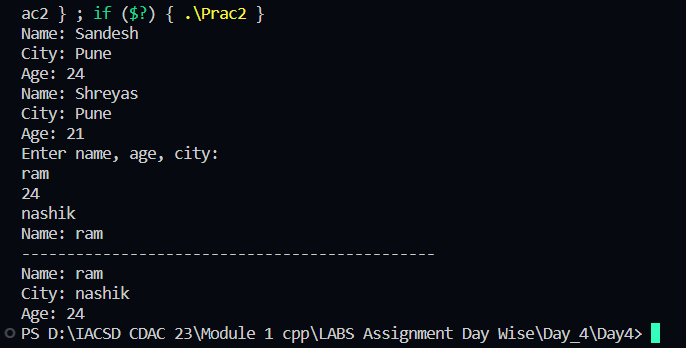 ac2 } ; if ($?) { .\Prac2 }
Name: Sandesh
City: Pune
Age: 24
Name: Shreyas
City: Pune
Age: 21
Enter name, age, city:
ram
24
nashik
Name: ram
----------------------------------------------
Name: ram
City: nashik
Age: 24
PS D:\IACSD CDAC 23\Module 1 cpp\LABS Assignment Day Wise\Day_4\Day4>